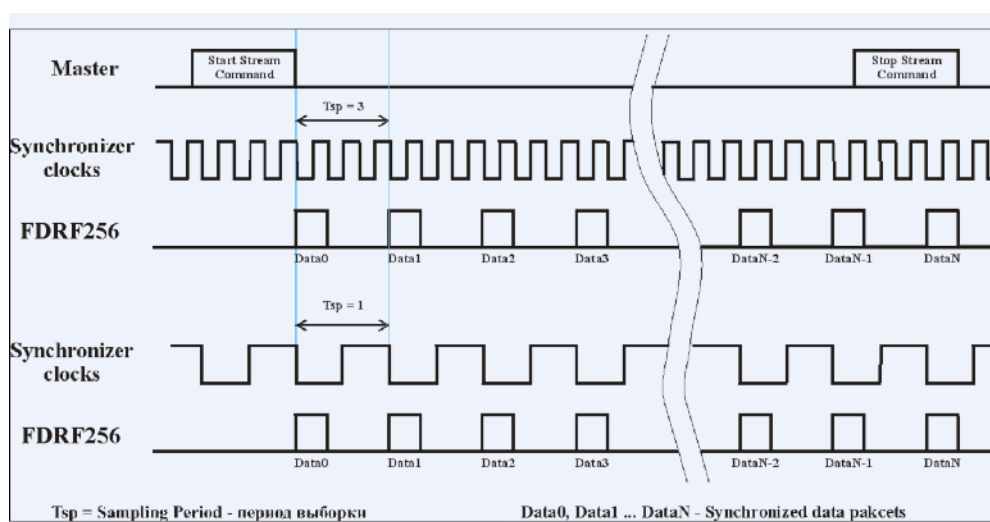 Start Stream
Command
Stop Stream
Command
Master
Tsp = 3
Synchronizer
clocks
FDRF256
Data0 Data1 Data2 Data3 DataN-2 DataN-1 DataN
Tsp = 1
Synchronizer
clocks
FDRF256
Data0 Data1 Data2 Data3 DataN-2 DataN-1 DataN
Tsp = Sampling Period - период выборки Data0, Data1 ... DataN - Synchronized data pakcets